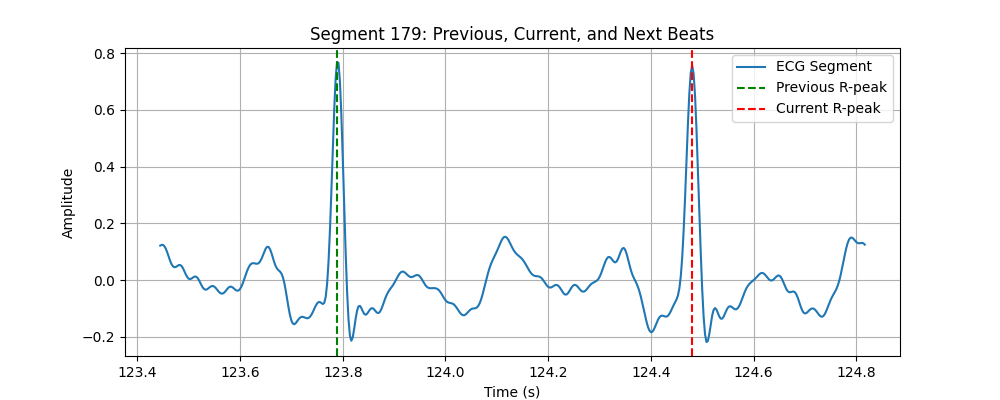 Segment 179: Previous, Current, and Next Beats
ECG Segment
Previous R-peak
Current R-peak
Amplitude
0.8
0.6
0.4
0.2
0.0
−0.2
123.4 123.6 123.8 124.0 124.2 124.4 124.6 124.8
Time (s)